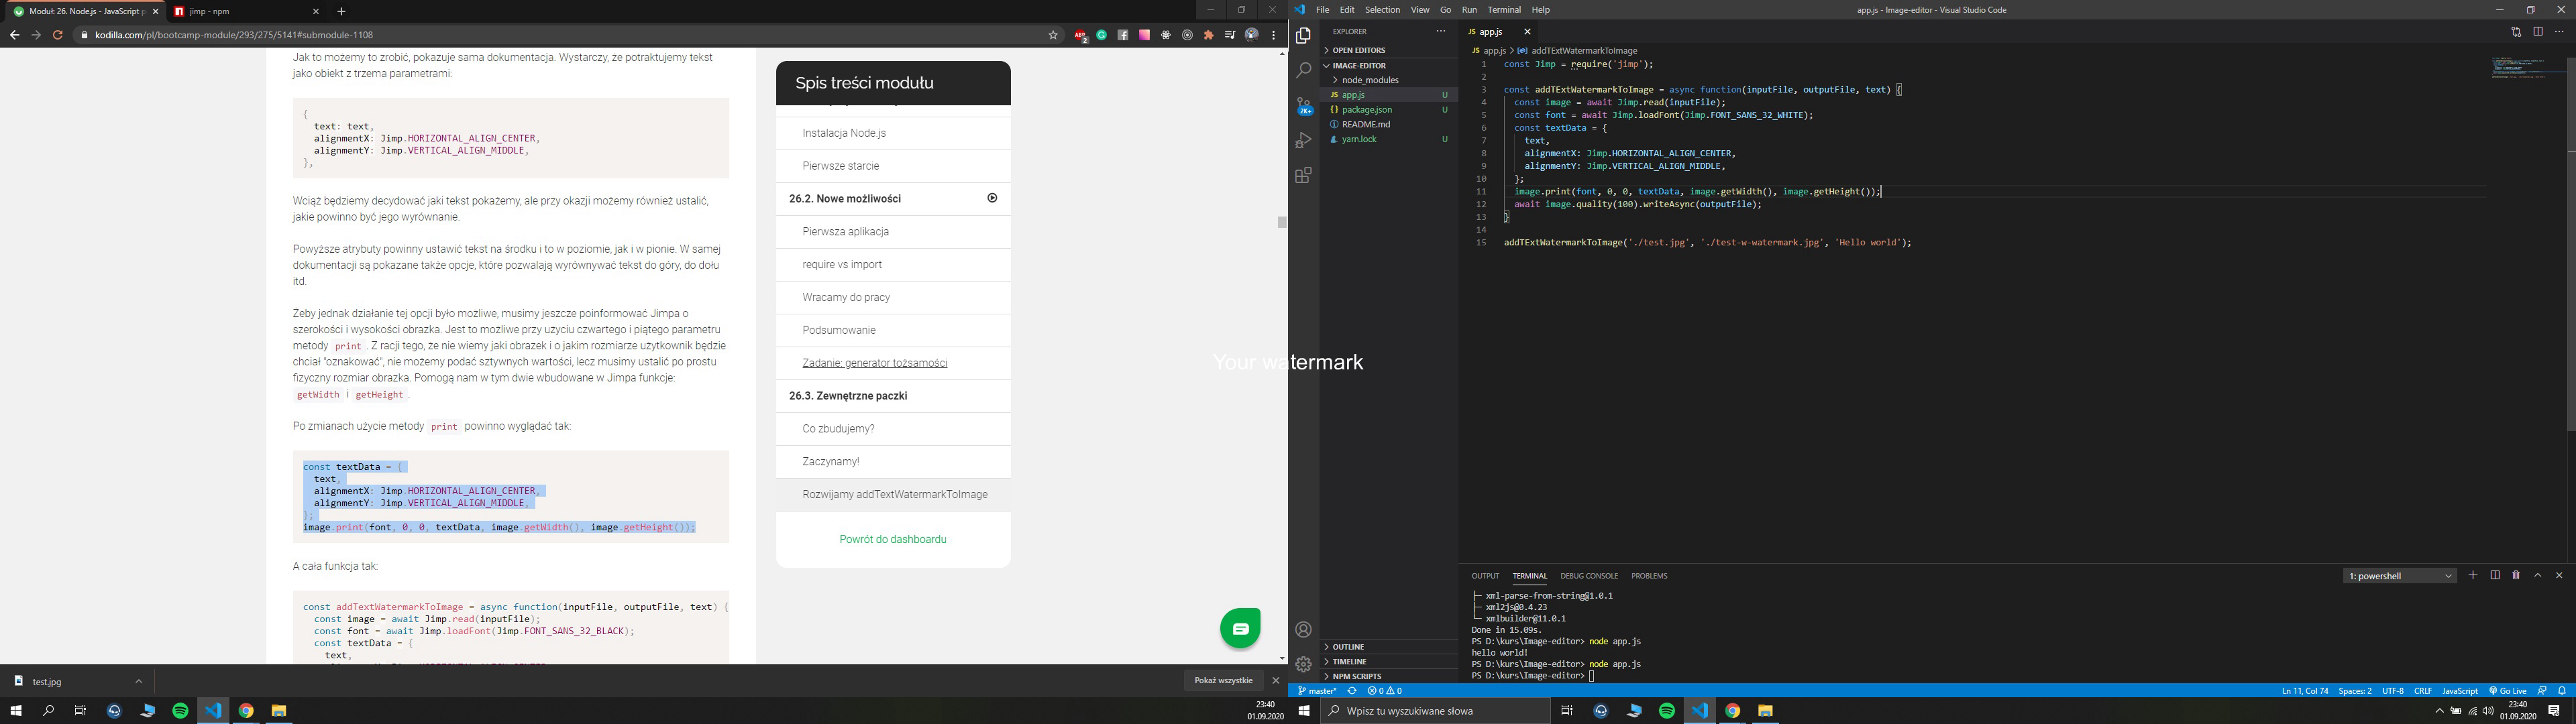 Moduł: 26. Node.js - JavaScript p
jimp - npm
kodilla.com/pl/bootcamp-module/293/275/5141#submodule-1108
Jak to możemy to zrobić, pokazuje sama dokumentacja. Wystarczy, że potraktujemy tekst
jako obiekt z trzema parametrami:
{
text: text,
alignmentX: Jimp.HORIZONTAL_ALIGN_CENTER,
alignmentY: Jimp.VERTICAL_ALIGN_MIDDLE,
},
Wciąż będziemy decydować jaki tekst pokażemy, ale przy okazji możemy również ustalić,
jakie powinno być jego wyrównanie.
Powyższe atrybuty powinny ustawić tekst na środku i to w poziomie, jak i w pionie. W samej
dokumentacji są pokazane także opcje, które pozwalają wyrównywać tekst do góry, do dołu
itd.
Żeby jednak działanie tej opcji było możliwe, musimy jeszcze poinformować Jimpa o
szerokości i wysokości obrazka. Jest to możliwe przy użyciu czwartego i piątego parametru
metody print. Z racji tego, że nie wiemy jaki obrazek i o jakim rozmiarze użytkownik będzie
chciał "oznakować", nie możemy podać sztywnych wartości, lecz musimy ustalić po prostu
fizyczny rozmiar obrazka. Pomogą nam w tym dwie wbudowane w Jimpa funkcje:
getWidth i getHeight.
Po zmianach użycie metody print powinno wyglądać tak:
const textData = {
text,
alignmentX: Jimp.HORIZONTAL_ALIGN_CENTER,
alignmentY: Jimp.VERTICAL_ALIGN_MIDDLE,
};
image.print(font, 0, 0, textData, image.getWidth(), image.getHeight());
A cała funkcja tak:
const addTextWatermarkToImage = async function(inputFile, outputFile, text) {
const image = await Jimp.read(inputFile);
const font = await Jimp.loadFont(Jimp.FONT_SANS_32_BLACK);
const textData = {
text,
Spis treści modułu
Instalacja Node.js
Pierwsze starcie
26.2. Nowe możliwości
Pierwsza aplikacja
require vs import
Wracamy do pracy
Podsumowanie
Zadanie: generator tożsamości
26.3. Zewnętrzne paczki
Co zbudujemy?
Zaczynamy!
Rozwijamy addTextWatermarkToImage
Powrót do dashboardu
test.jpg
Pokaż wszystkie
23:40
01.09.2020
Your watermark
File Edit Selection View Go Run Terminal Help
app.js - Image-editor - Visual Studio Code
EXPLORER
OPEN EDITORS
IMAGE-EDITOR
node_modules
JS app.js U
{} package.json U
README.md
yarn.lock U
OUTLINE
TIMELINE
NPM SCRIPTS
2K+
JS app.js
JS app.js > addTExtWatermarkToImage
1 const Jimp = require('jimp');
2
3 const addTExtWatermarkToImage = async function(inputFile, outputFile, text) {
4 const image = await Jimp.read(inputFile);
5 const font = await Jimp.loadFont(Jimp.FONT_SANS_32_WHITE);
6 const textData = {
7 text,
8 alignmentX: Jimp.HORIZONTAL_ALIGN_CENTER,
9 alignmentY: Jimp.VERTICAL_ALIGN_MIDDLE,
10 };
11 image.print(font, 0, 0, textData, image.getWidth(), image.getHeight());
12 await image.quality(100).writeAsync(outputFile);
13 }
14
15 addTExtWatermarkToImage('./test.jpg', './test-w-watermark.jpg', 'Hello world');
OUTPUT TERMINAL DEBUG CONSOLE PROBLEMS
1: powershell
├─ xml-parse-from-string@1.0.1
├─ xml2js@0.4.23
└─ xmlbuilder@11.0.1
Done in 15.09s.
PS D:\kurs\Image-editor> node app.js
hello world!
PS D:\kurs\Image-editor> node app.js
PS D:\kurs\Image-editor>
master* 0 0
Ln 11, Col 74 Spaces: 2 UTF-8 CRLF JavaScript Go Live
Wpisz tu wyszukiwane słowa
23:40
01.09.2020